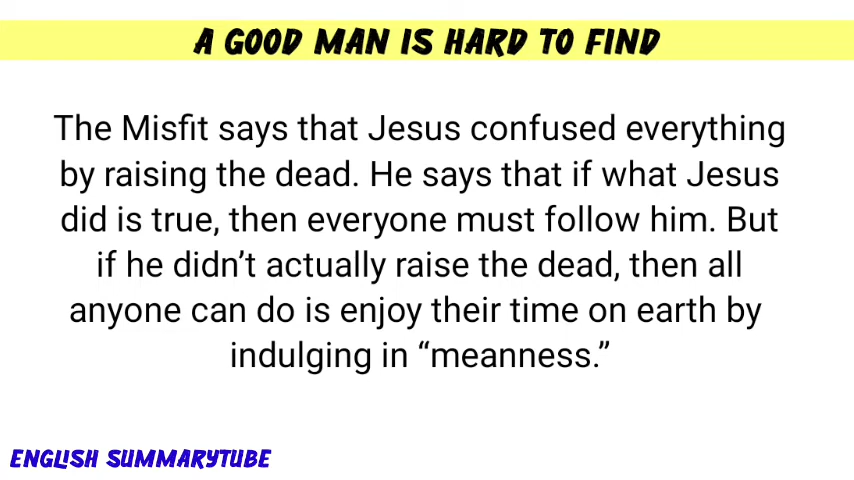 A GOOD MAN IS HARD TO FIND
The Misfit says that Jesus confused everything
by raising the dead. He says that if what Jesus
did is true, then everyone must follow him. But
if he didn’t actually raise the dead, then all
anyone can do is enjoy their time on earth by
indulging in “meanness.”
ENGLISH SUMMARYTUBE